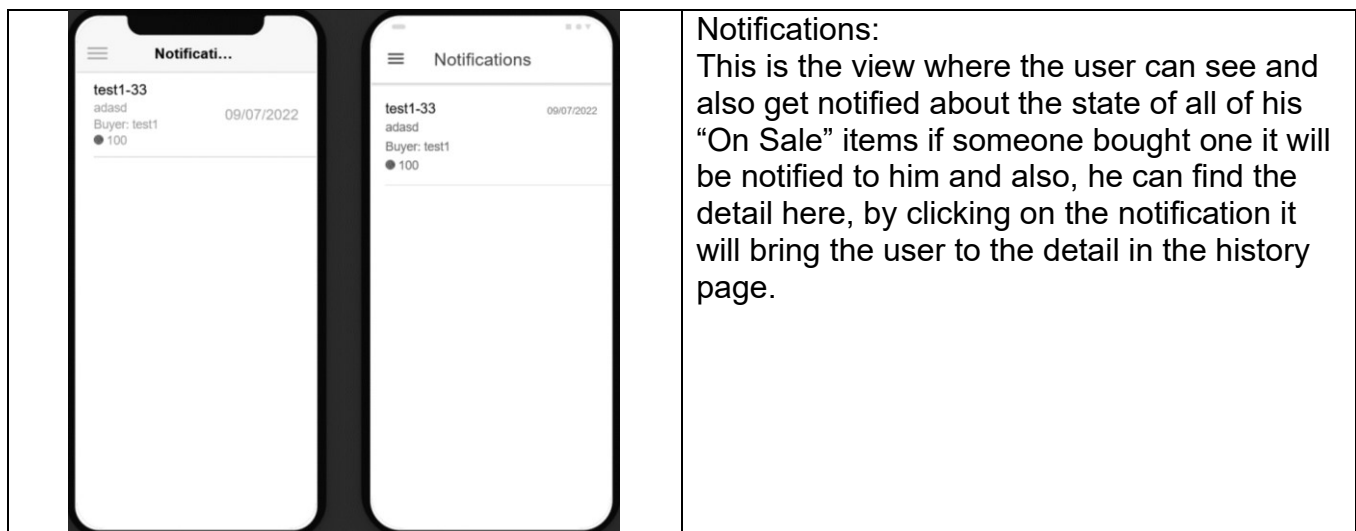 Notificati...
test1-33
adasd
09/07/2022
Buyer: test1
100
Notifications
test1-33
09/07/2022
adasd
Buyer: test1
100
Notifications:
This is the view where the user can see and
also get notified about the state of all of his
“On Sale” items if someone bought one it will
be notified to him and also, he can find the
detail here, by clicking on the notification it
will bring the user to the detail in the history
page.